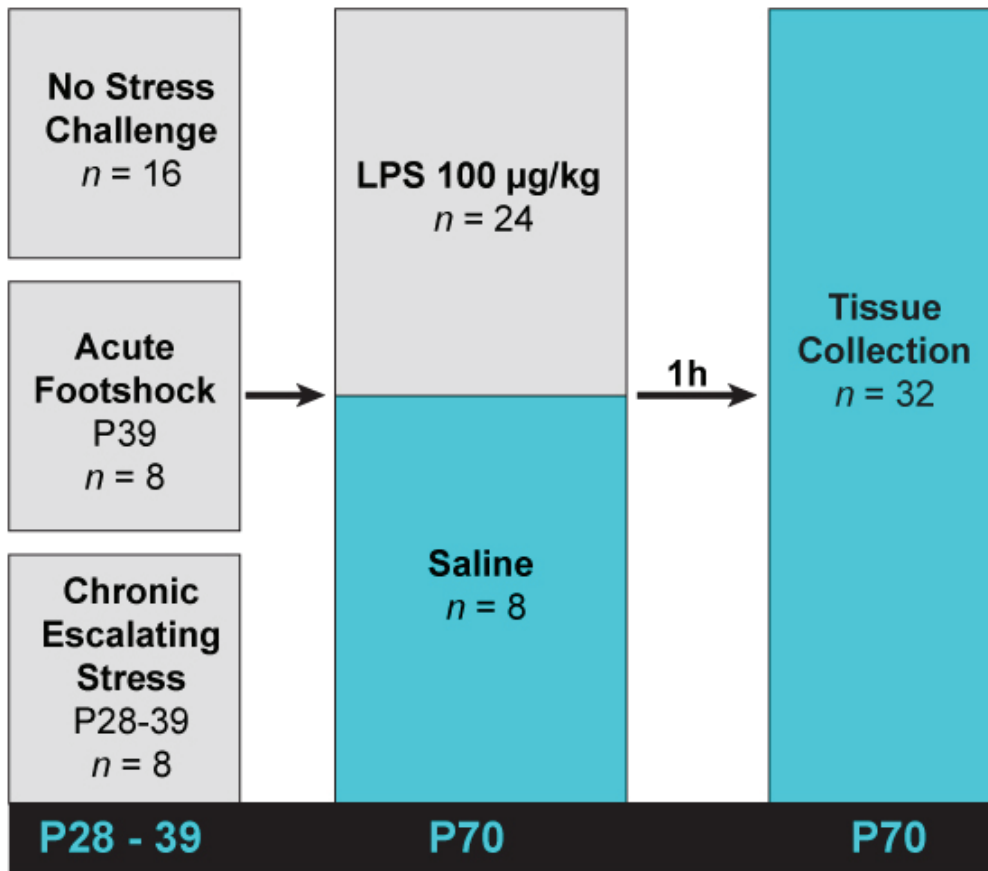 No Stress
Challenge
n = 16
Acute
Footshock
P39
n = 8
Chronic
Escalating
Stress
P28-39
n = 8
P28 - 39
LPS 100 µg/kg
n = 24
Saline
n = 8
P70
1h
Tissue
Collection
n = 32
P70